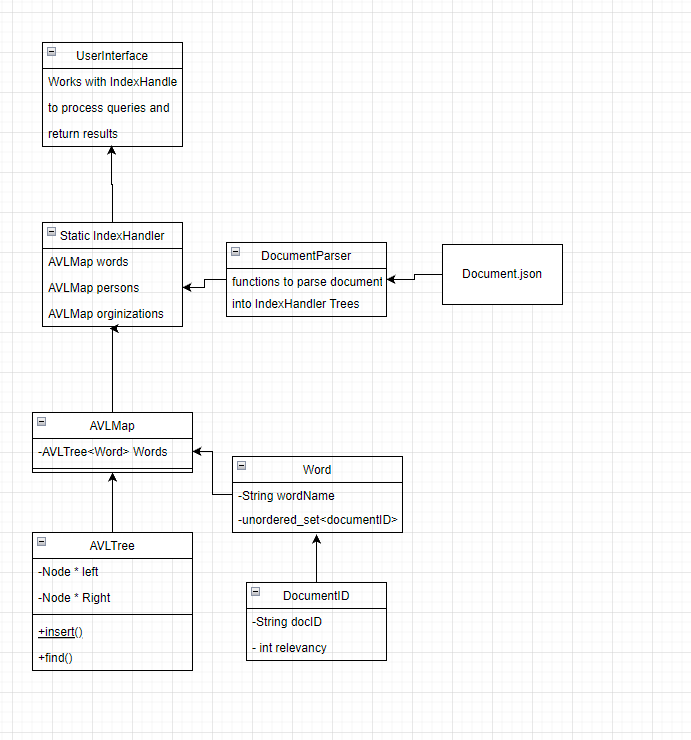 UserInterface
Works with IndexHandle
to process queries and
return results
Static IndexHandler
AVLMap words
AVLMap persons
AVLMap orginizations
DocumentParser
functions to parse document
into IndexHandler Trees
Document.json
AVLMap
-AVLTree<Word> Words
Word
-String wordName
-unordered_set<documentID>
AVLTree
-Node * left
-Node * Right
+insert()
+find()
DocumentID
-String docID
- int relevancy